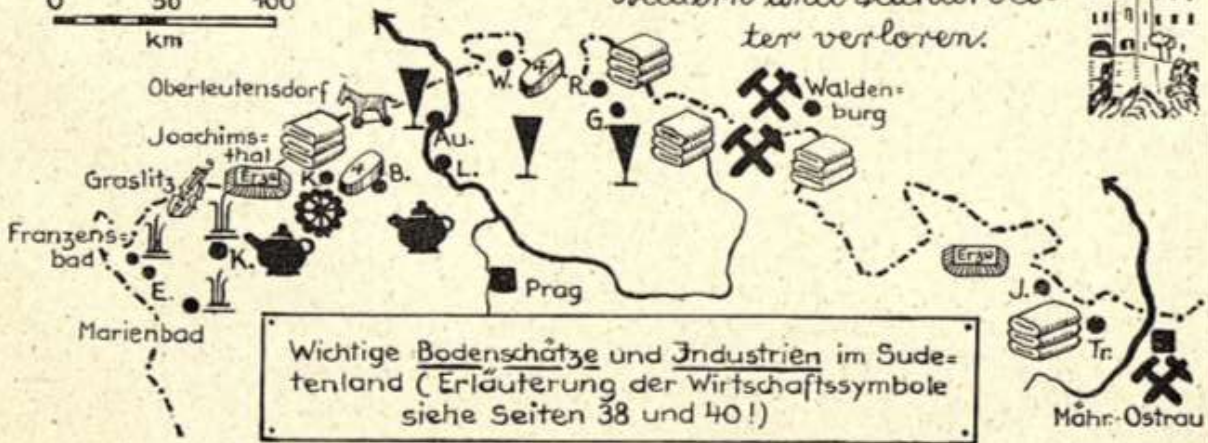 0 50 100
km
und
ter verloren.
Oberleutensdorf
W.
R.
G.
Walden=
burg
Joachims=
thal
Au.
L.
Graslitz
Erze
K.
B.
Franzens=
bad
K.
E.
Marienbad
Prag
Erze
J.
Tr.
Mähr.-Ostrau
Wichtige Bodenschätze und Industrien im Sude=
tenland (Erläuterung der Wirtschaftssymbole
siehe Seiten 38 und 40!)